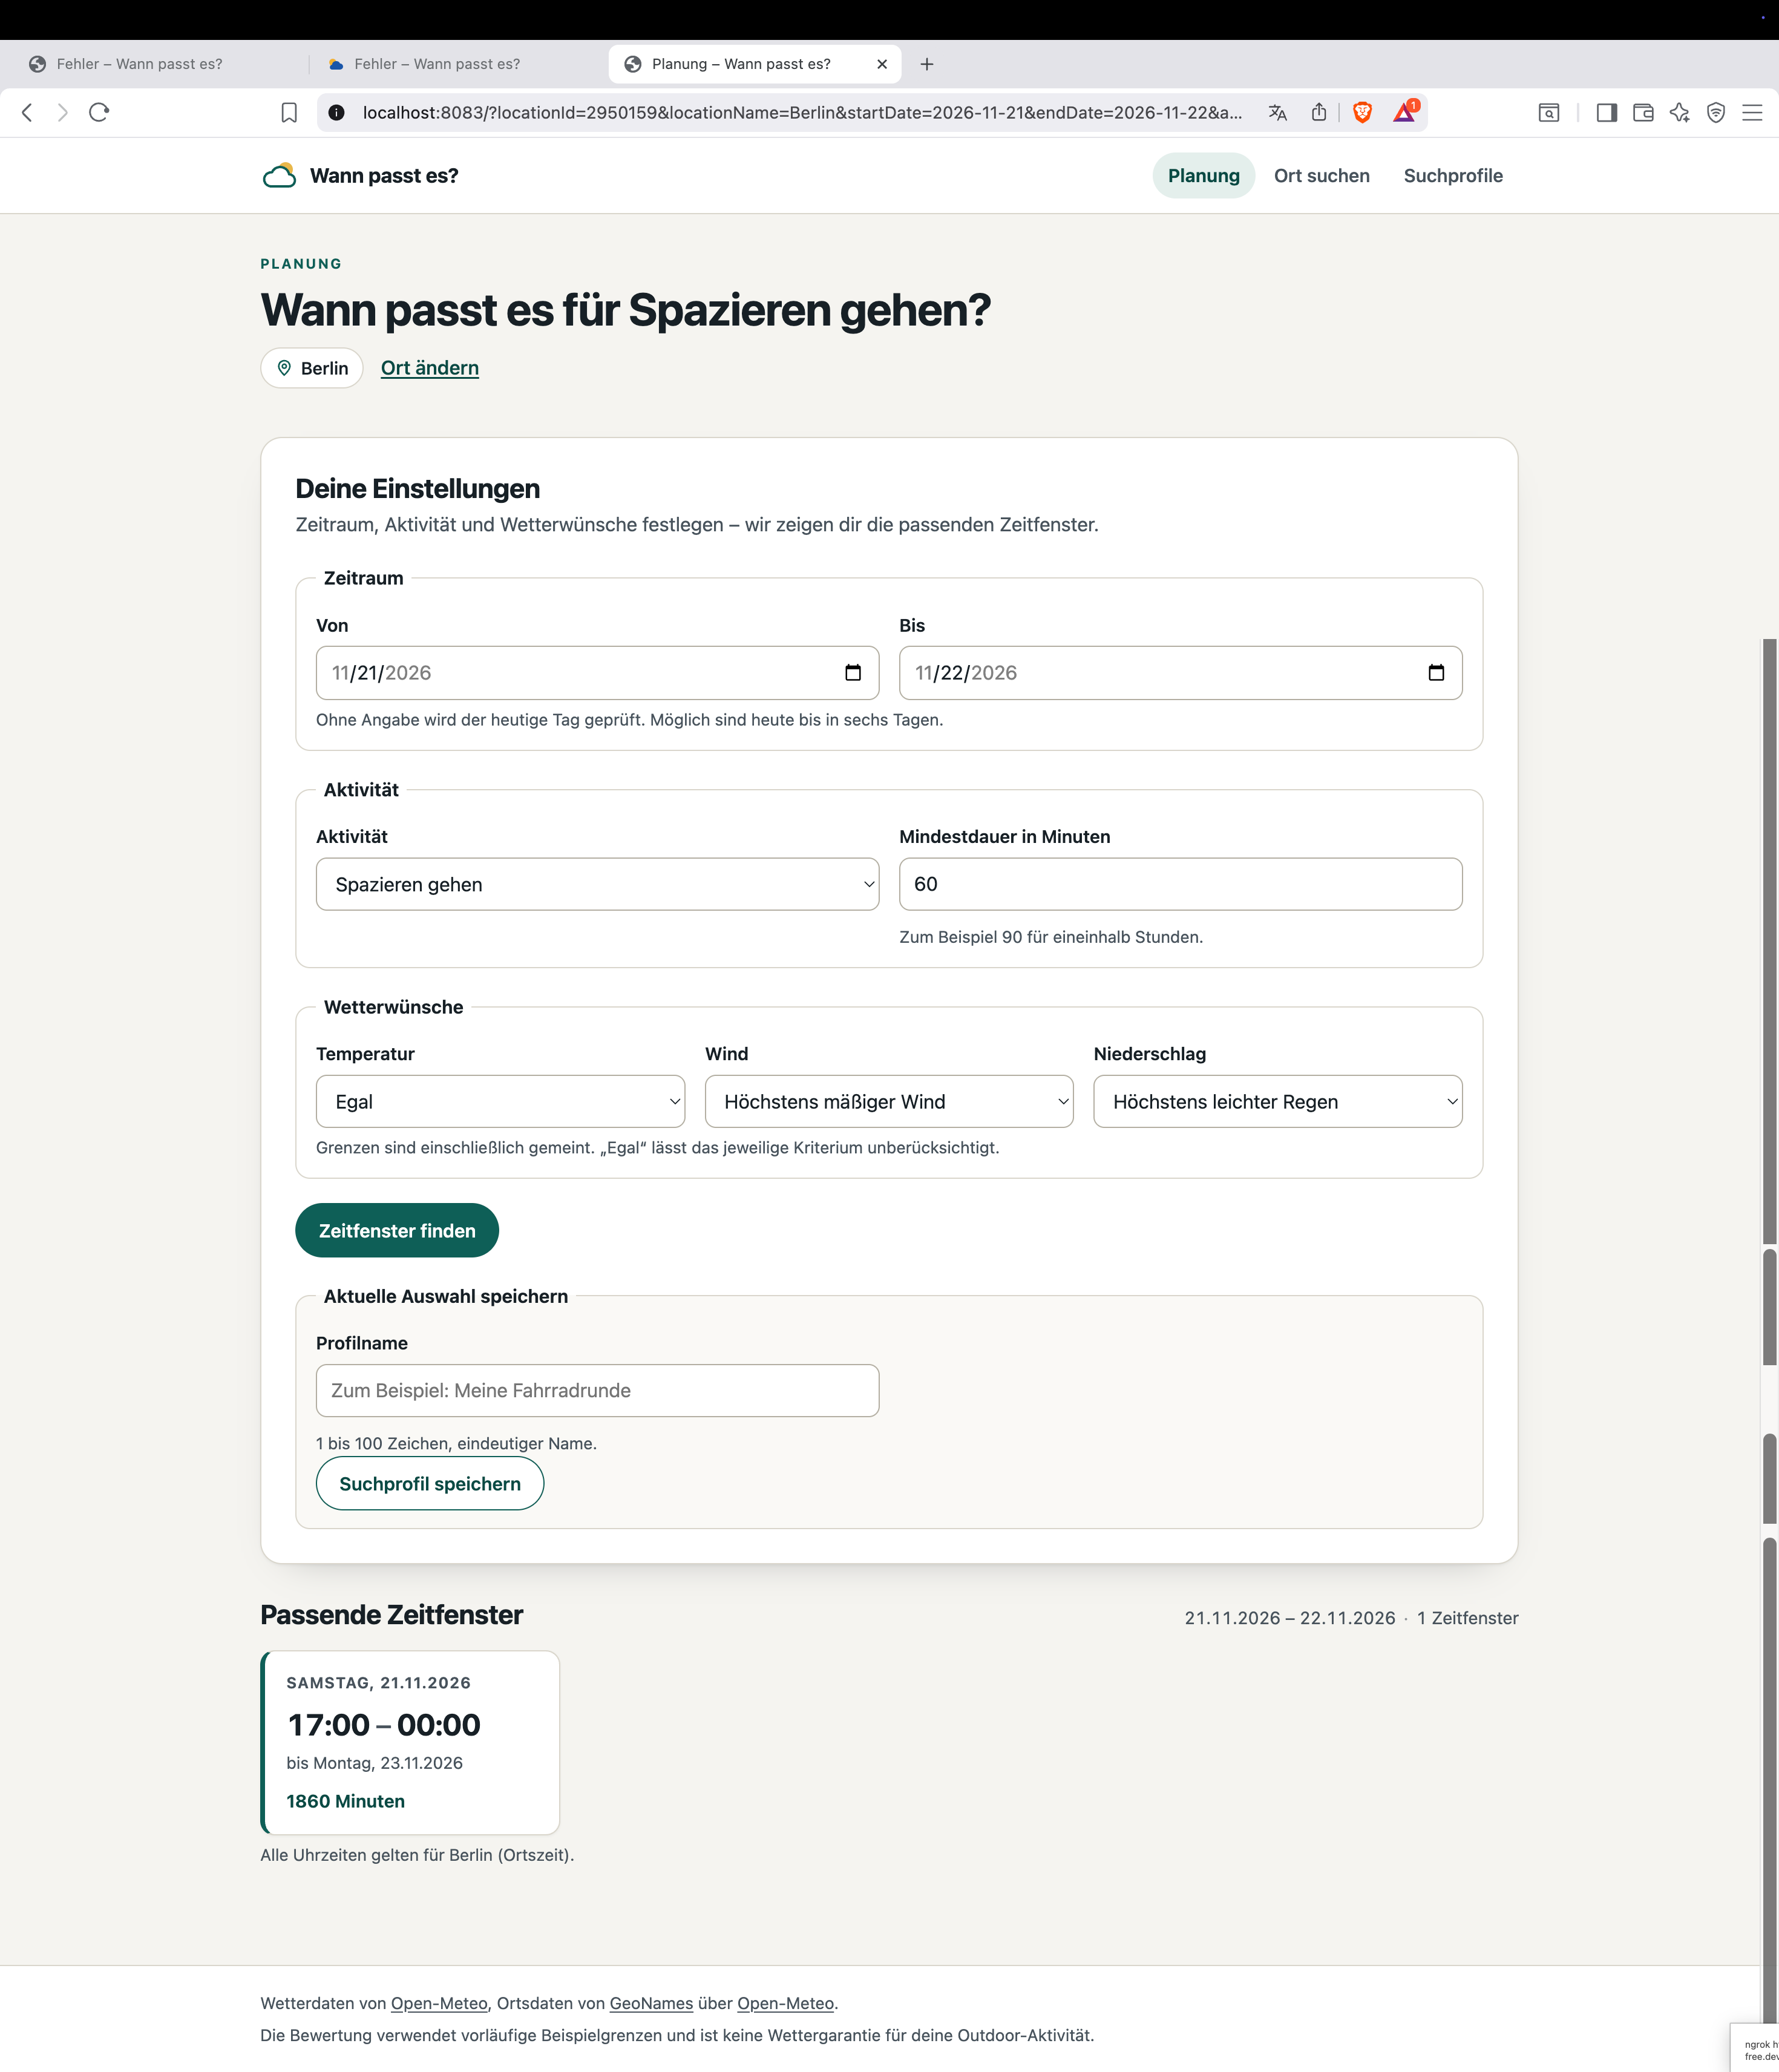 Fehler – Wann passt es?
Fehler – Wann passt es?
Planung – Wann passt es?
localhost:8083/?locationId=2950159&locationName=Berlin&startDate=2026-11-21&endDate=2026-11-22&a...
1
Wann passt es?
Planung
Ort suchen
Suchprofile
PLANUNG
Wann passt es für Spazieren gehen?
Berlin
Ort ändern
Deine Einstellungen
Zeitraum, Aktivität und Wetterwünsche festlegen – wir zeigen dir die passenden Zeitfenster.
Zeitraum
Von
Bis
11/21/2026
11/22/2026
Ohne Angabe wird der heutige Tag geprüft. Möglich sind heute bis in sechs Tagen.
Aktivität
Aktivität
Mindestdauer in Minuten
Spazieren gehen
60
Zum Beispiel 90 für eineinhalb Stunden.
Wetterwünsche
Temperatur
Wind
Niederschlag
Egal
Höchstens mäßiger Wind
Höchstens leichter Regen
Grenzen sind einschließlich gemeint. „Egal“ lässt das jeweilige Kriterium unberücksichtigt.
Zeitfenster finden
Aktuelle Auswahl speichern
Profilname
Zum Beispiel: Meine Fahrradrunde
1 bis 100 Zeichen, eindeutiger Name.
Suchprofil speichern
Passende Zeitfenster
21.11.2026 – 22.11.2026 · 1 Zeitfenster
SAMSTAG, 21.11.2026
17:00 – 00:00
bis Montag, 23.11.2026
1860 Minuten
Alle Uhrzeiten gelten für Berlin (Ortszeit).
Wetterdaten von Open-Meteo, Ortsdaten von GeoNames über Open-Meteo.
Die Bewertung verwendet vorläufige Beispielgrenzen und ist keine Wettergarantie für deine Outdoor-Aktivität.
ngrok h
free.dev